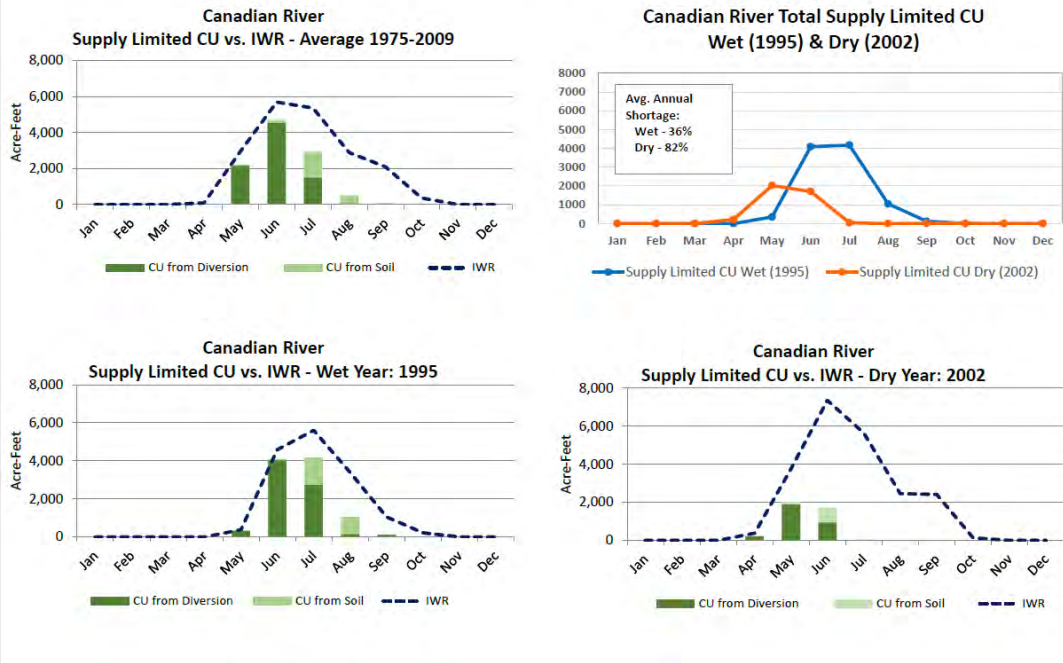 Canadian River
Supply Limited CU vs. IWR - Average 1975-2009
8,000
6,000
4,000
2,000
0
Acre-Feet
Jan Feb Mar Apr May Jun Jul Aug Sep Oct Nov Dec
CU from Diversion CU from Soil IWR
Canadian River Total Supply Limited CU
Wet (1995) & Dry (2002)
8000
7000
6000
5000
4000
3000
2000
1000
0
Avg. Annual
Shortage:
Wet - 36%
Dry - 82%
Jan Feb Mar Apr May Jun Jul Aug Sep Oct Nov Dec
Supply Limited CU Wet (1995) Supply Limited CU Dry (2002)
Canadian River
Supply Limited CU vs. IWR - Wet Year: 1995
8,000
6,000
4,000
2,000
0
Acre-Feet
Jan Feb Mar Apr May Jun Jul Aug Sep Oct Nov Dec
CU from Diversion CU from Soil IWR
Canadian River
Supply Limited CU vs. IWR - Dry Year: 2002
8,000
6,000
4,000
2,000
0
Acre-Feet
Jan Feb Mar Apr May Jun Jul Aug Sep Oct Nov Dec
CU from Diversion CU from Soil IWR